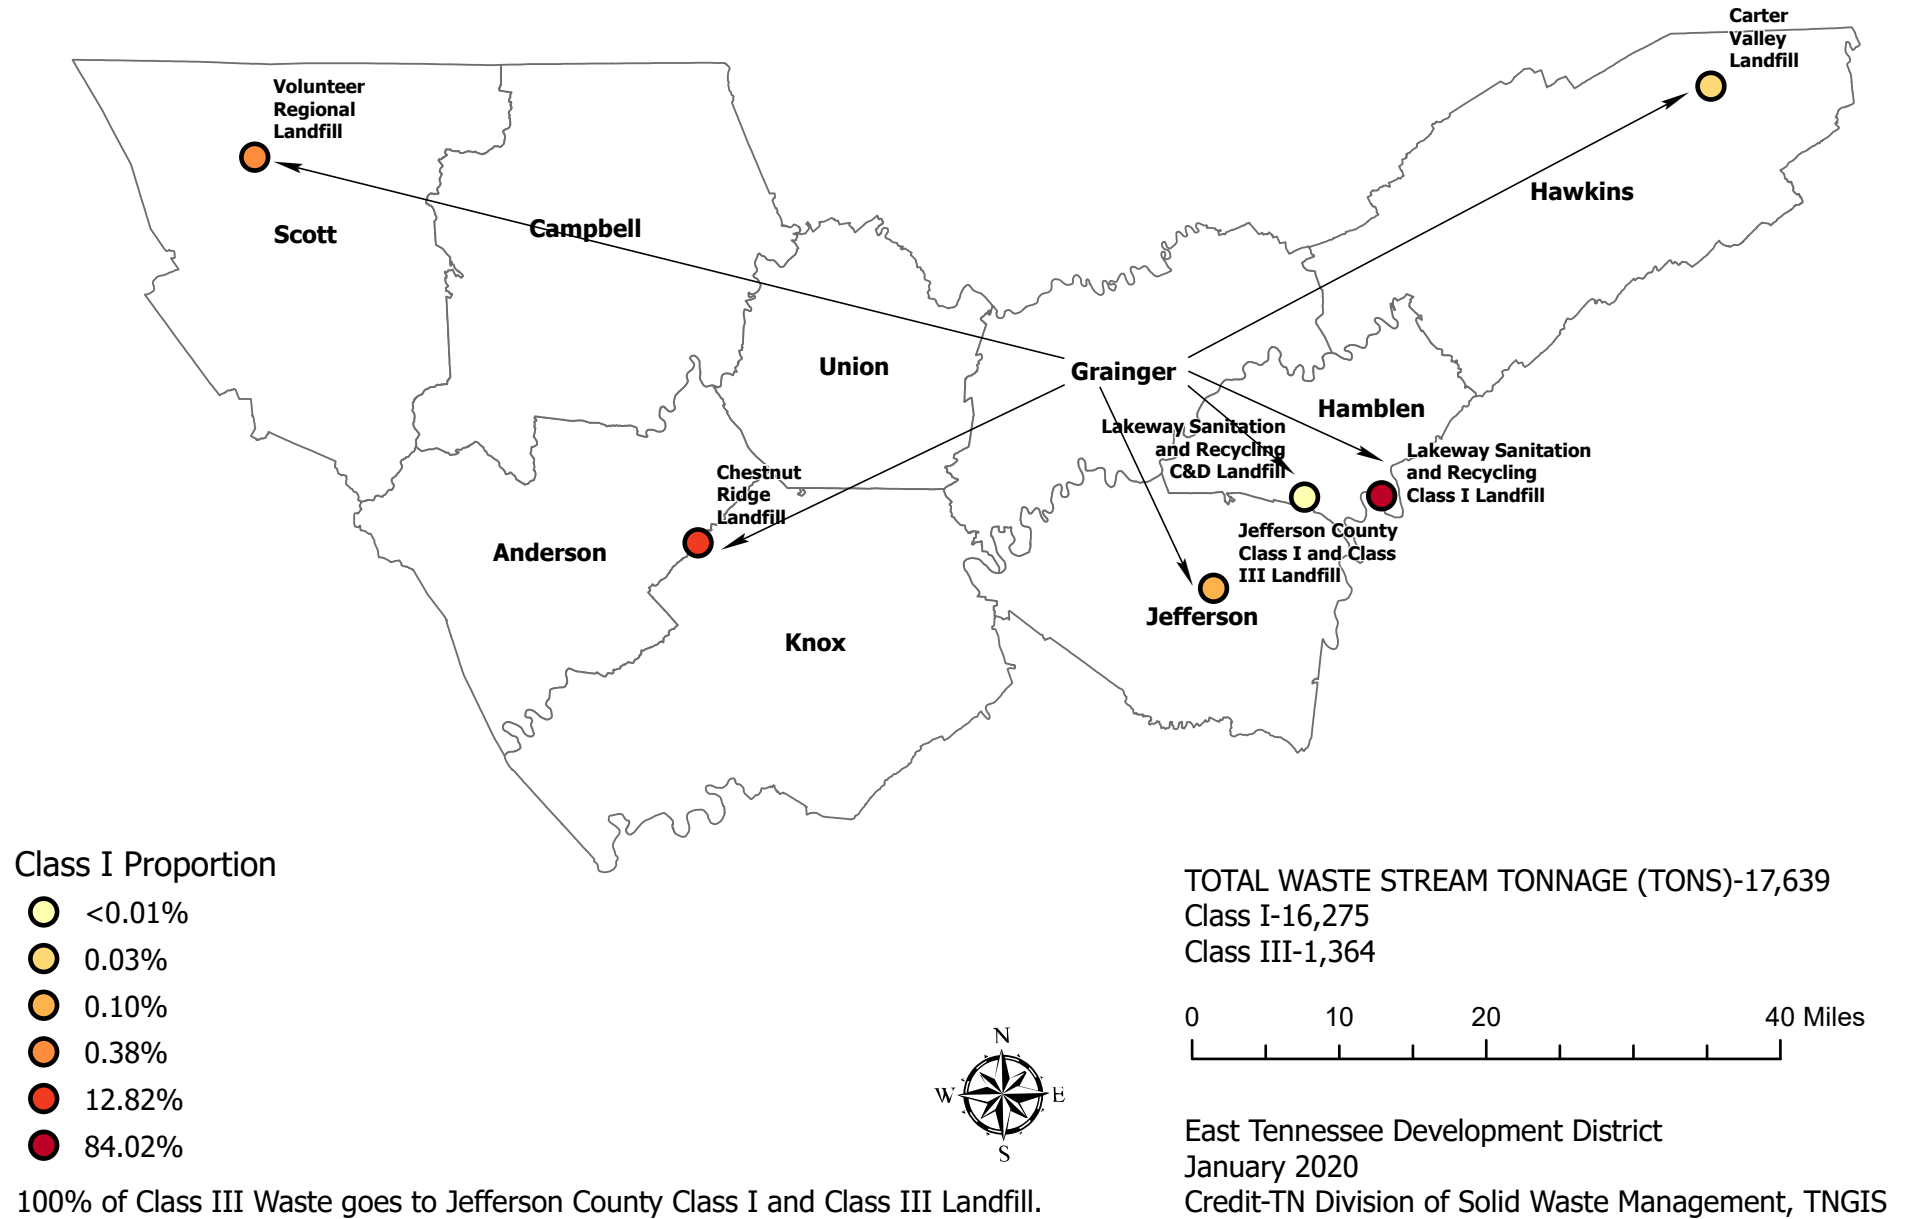 Carter
Valley
Landfill
Volunteer
Regional
Landfill
Hawkins
Scott
Campbell
Union
Grainger
Hamblen
Lakeway Sanitation
and Recycling
C&D Landfill
Lakeway Sanitation
and Recycling
Class I Landfill
Chestnut
Ridge
Landfill
Jefferson County
Class I and Class
III Landfill
Anderson
Jefferson
Knox
Class I Proportion
<0.01%
0.03%
0.10%
0.38%
12.82%
84.02%
100% of Class III Waste goes to Jefferson County Class I and Class III Landfill.
N
W
E
S
TOTAL WASTE STREAM TONNAGE (TONS)-17,639
Class I-16,275
Class III-1,364
0 10 20 40 Miles
East Tennessee Development District
January 2020
Credit-TN Division of Solid Waste Management, TNGIS